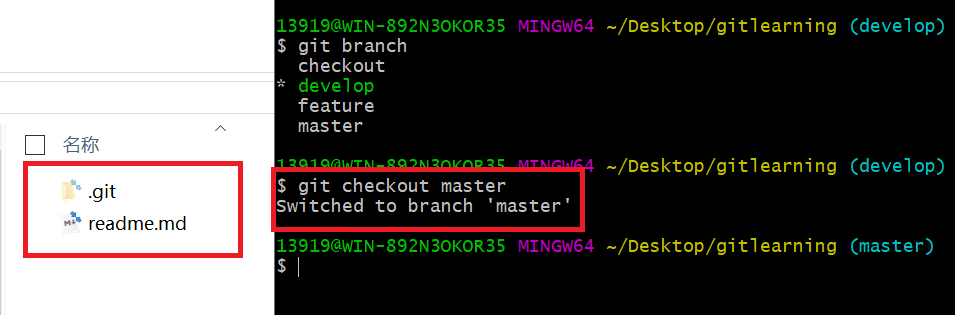 名称
.git
readme.md
13919@WIN-892N3OKOR35 MINGW64 ~/Desktop/gitlearning (develop)
$ git branch
  checkout
* develop
  feature
  master
13919@WIN-892N3OKOR35 MINGW64 ~/Desktop/gitlearning (develop)
$ git checkout master
Switched to branch 'master'
13919@WIN-892N3OKOR35 MINGW64 ~/Desktop/gitlearning (master)
$